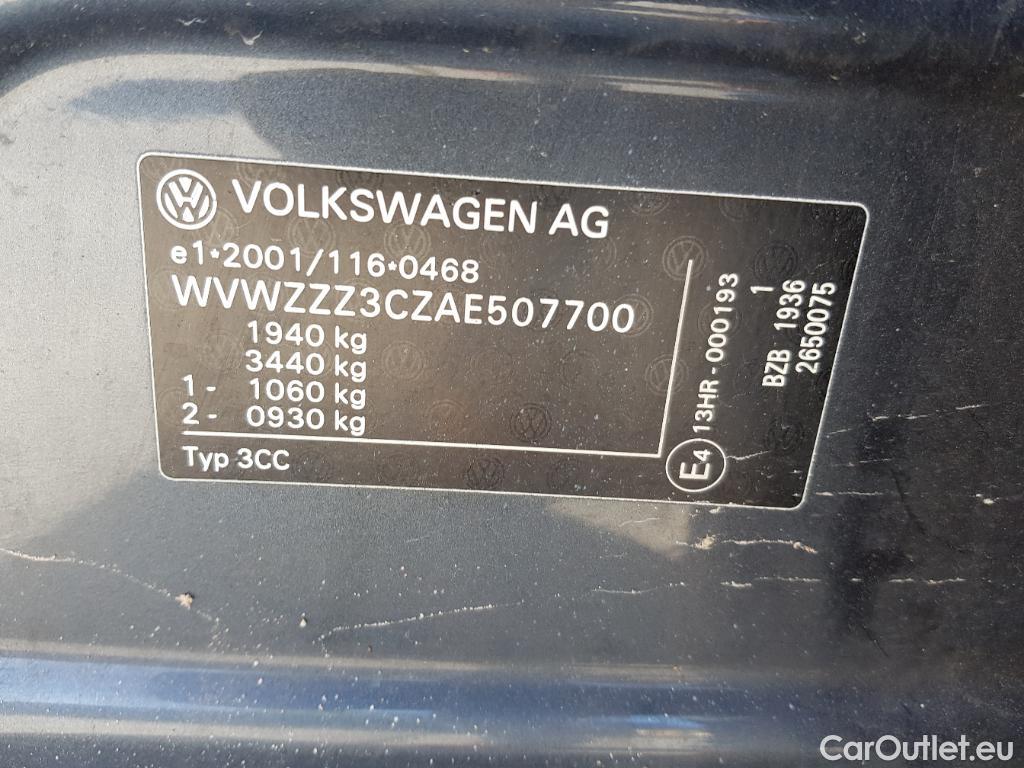 VOLKSWAGEN AG
e1*2001/116*0468
WVWZZZ3CZAE507700
1940 kg
3440 kg
1 - 1060 kg
2 - 0930 kg
Typ 3CC
E4 13HR-000193
1
BZB 1936
2650075
CarOutlet.eu